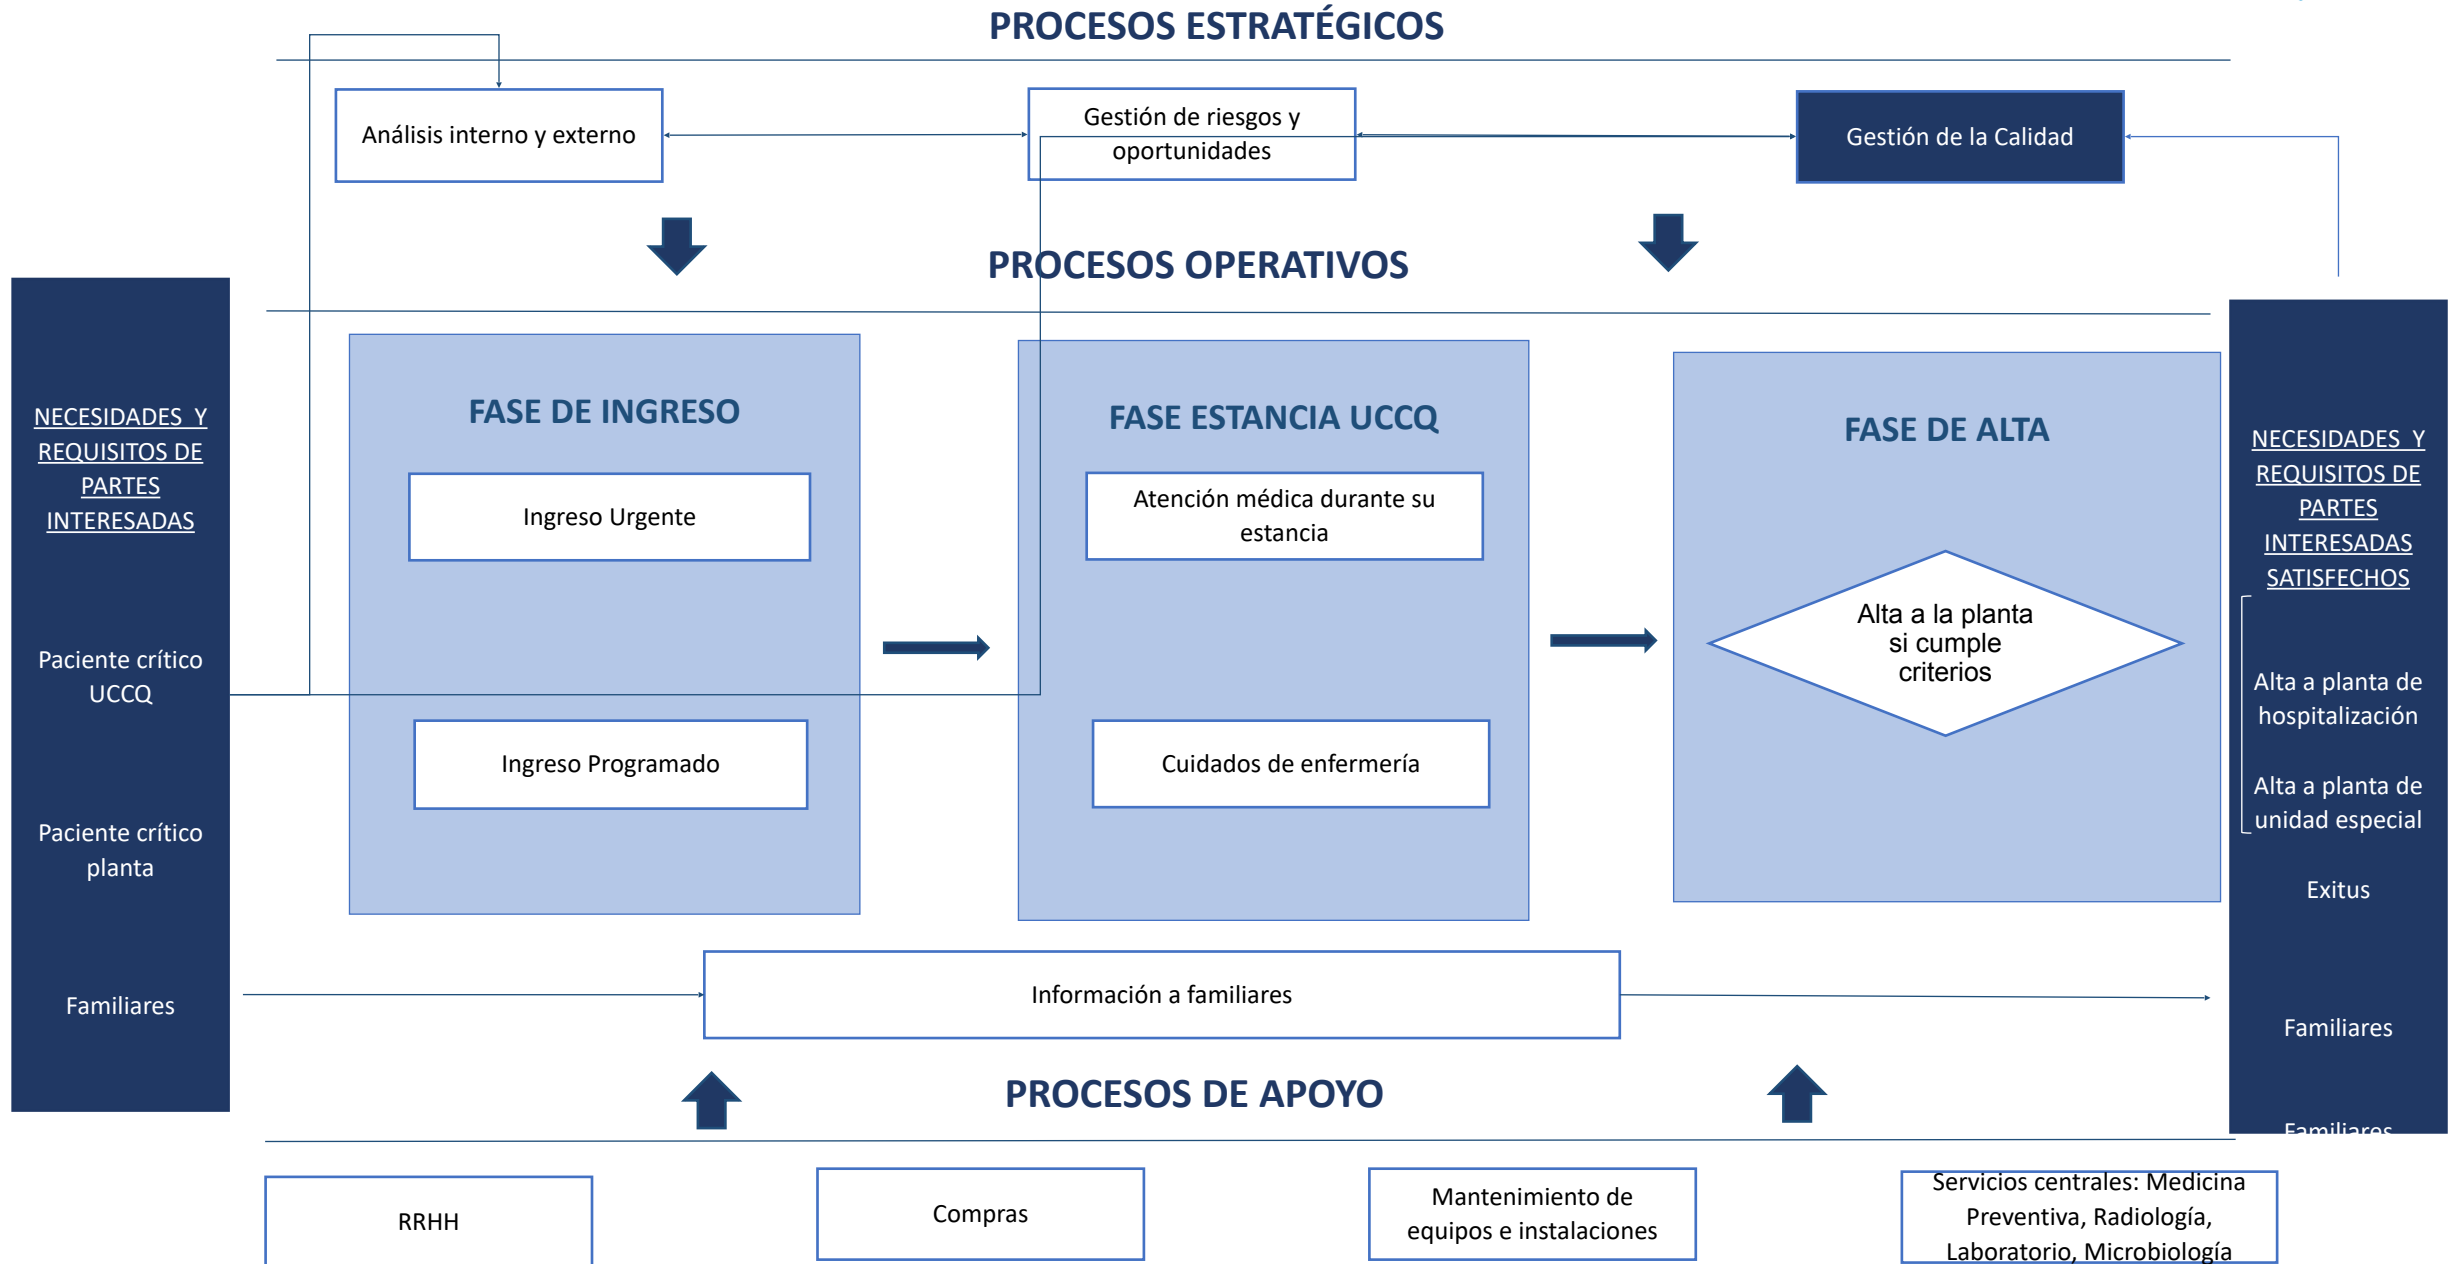 PROCESOS ESTRATÉGICOS
Análisis interno y externo
Gestión de riesgos y
oportunidades
Gestión de la Calidad
PROCESOS OPERATIVOS
NECESIDADES Y
REQUISITOS DE
PARTES
INTERESADAS
Paciente crítico
UCCQ
Paciente crítico
planta
Familiares
FASE DE INGRESO
Ingreso Urgente
Ingreso Programado
FASE ESTANCIA UCCQ
Atención médica durante su
estancia
Cuidados de enfermería
FASE DE ALTA
Alta a la planta
si cumple
criterios
NECESIDADES Y
REQUISITOS DE
PARTES
INTERESADAS
SATISFECHOS
Alta a planta de
hospitalización
Alta a planta de
unidad especial
Exitus
Familiares
Familiares
Información a familiares
PROCESOS DE APOYO
RRHH
Compras
Mantenimiento de
equipos e instalaciones
Servicios centrales: Medicina
Preventiva, Radiología,
Laboratorio, Microbiología